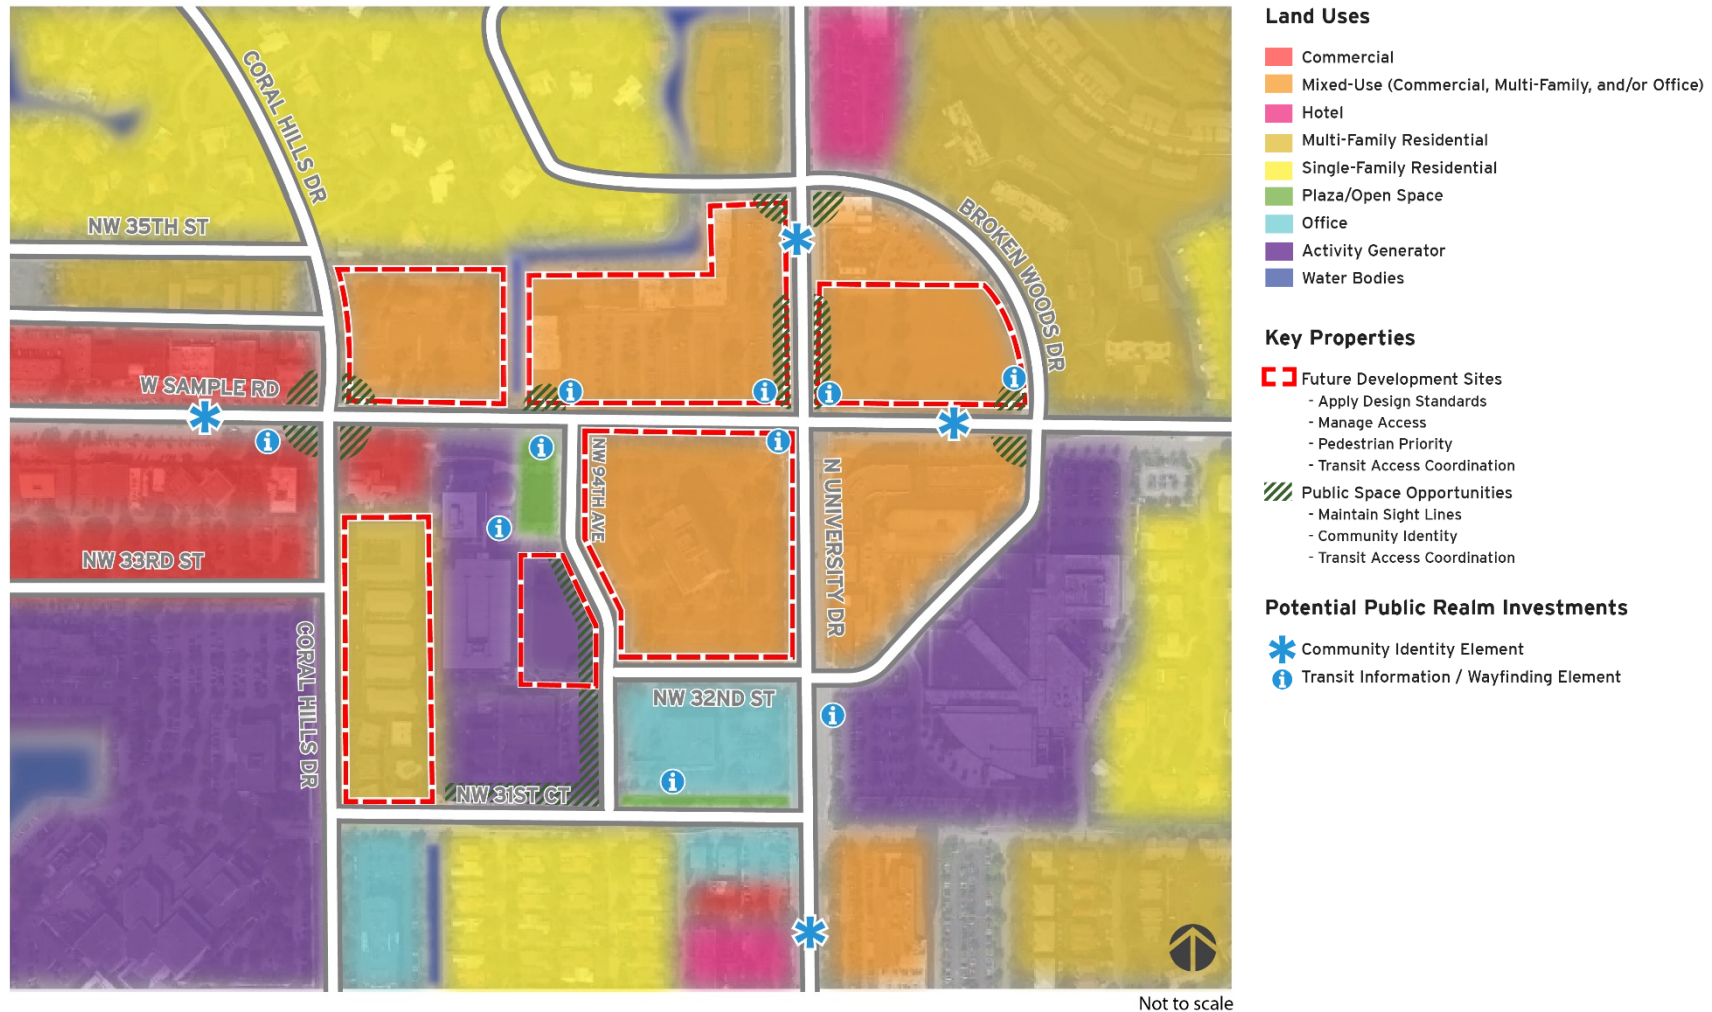 CORAL HILLS DR
NW 35TH ST
BROKEN WOODS DR
W SAMPLE RD
NW 94TH AVE
N UNIVERSITY DR
NW 33RD ST
CORAL HILLS DR
NW 32ND ST
NW 31ST CT
Not to scale
Land Uses
Commercial
Mixed-Use (Commercial, Multi-Family, and/or Office)
Hotel
Multi-Family Residential
Single-Family Residential
Plaza/Open Space
Office
Activity Generator
Water Bodies
Key Properties
Future Development Sites
- Apply Design Standards
- Manage Access
- Pedestrian Priority
- Transit Access Coordination
Public Space Opportunities
- Maintain Sight Lines
- Community Identity
- Transit Access Coordination
Potential Public Realm Investments
Community Identity Element
Transit Information / Wayfinding Element